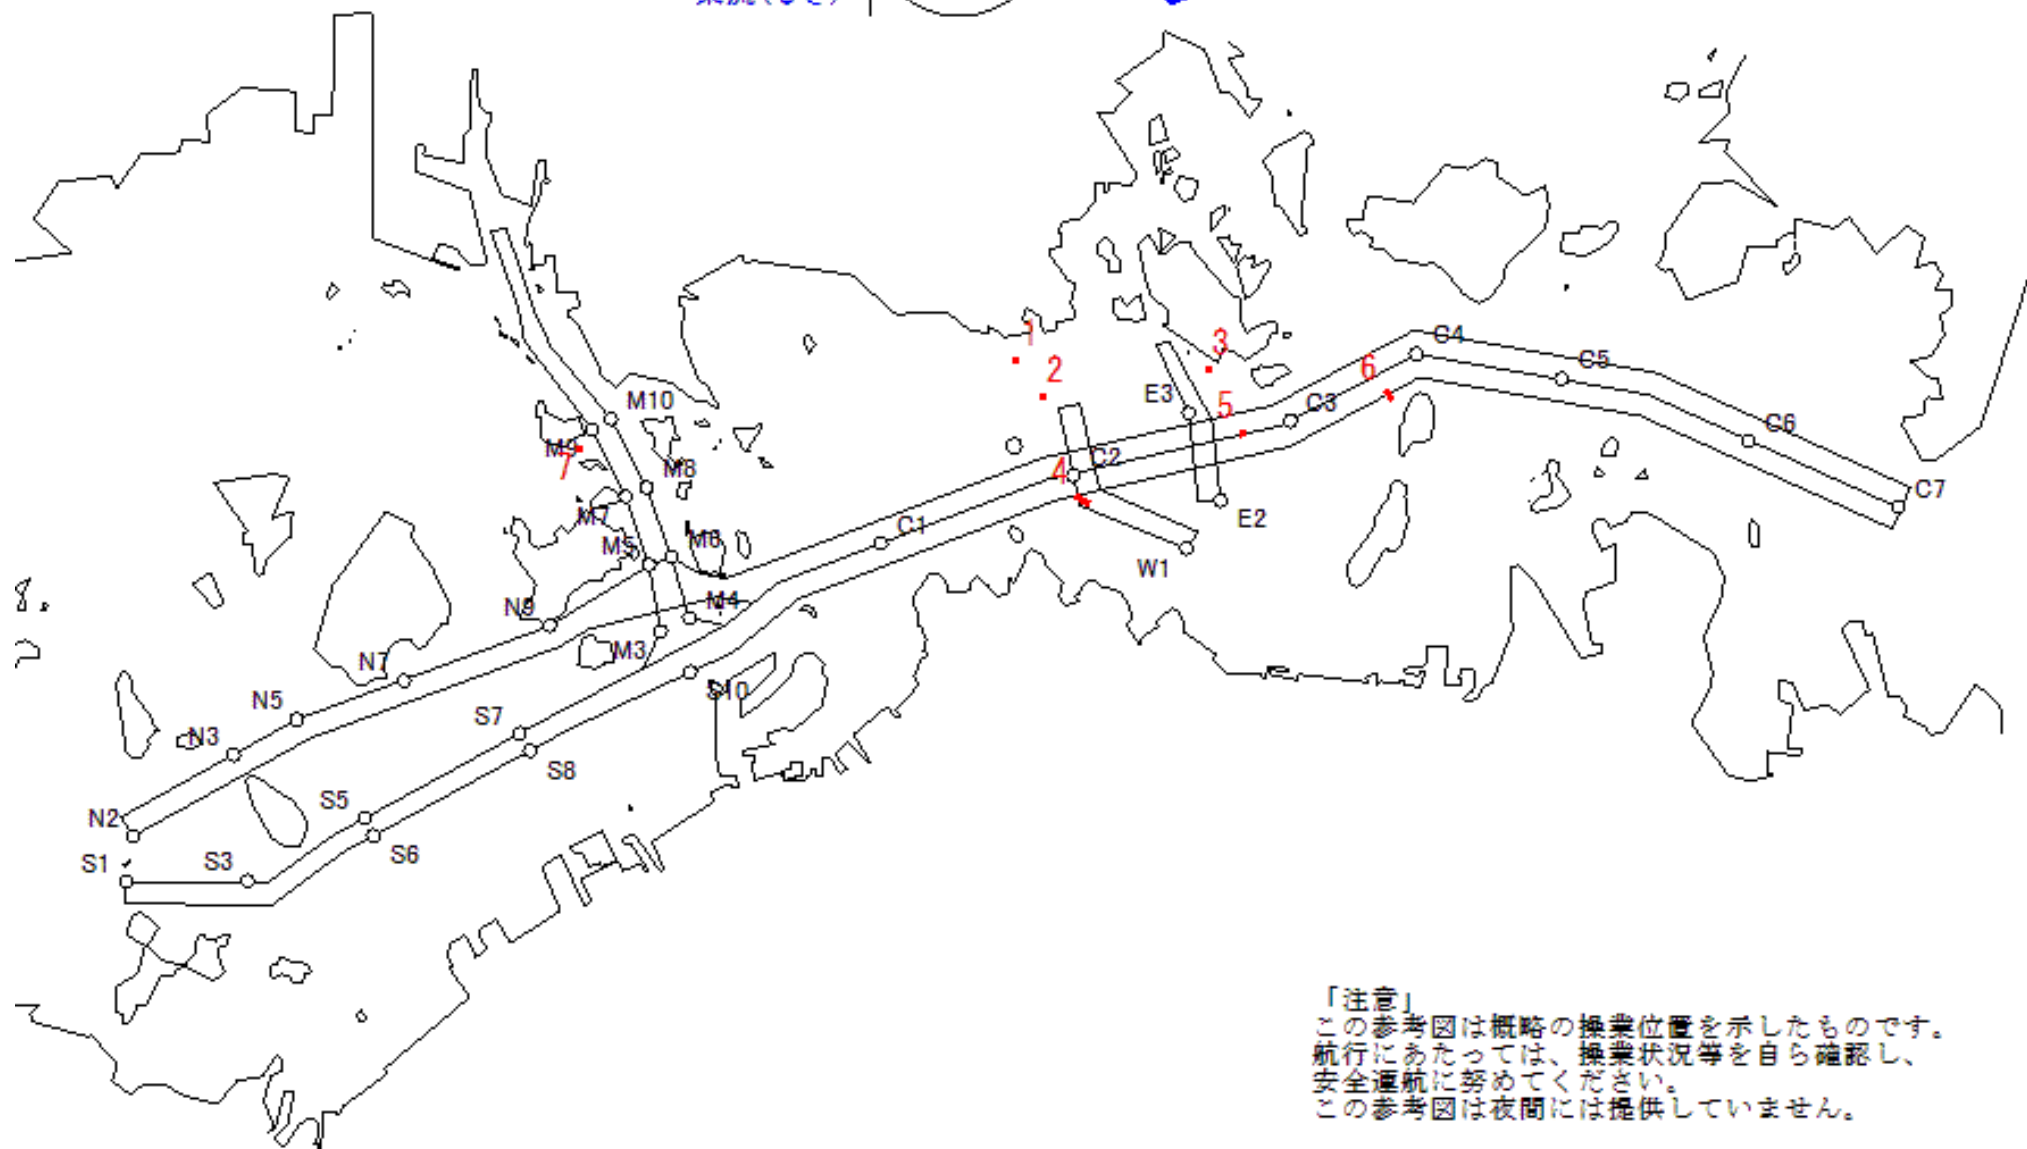 1
2
3
C4
6
C5
E3
5
C3
M10
C6
M9
7
M8
4
C2
C7
M7
C1
E2
M5
M6
W1
N9
M4
M3
N7
S10
N5
S7
N3
S8
S5
N2
S6
S1
S3
「注意」
この参考図は概略の操業位置を示したものです。
航行にあたっては、操業状況等を自ら確認し、
安全運航に努めてください。
この参考図は夜間には提供していません。